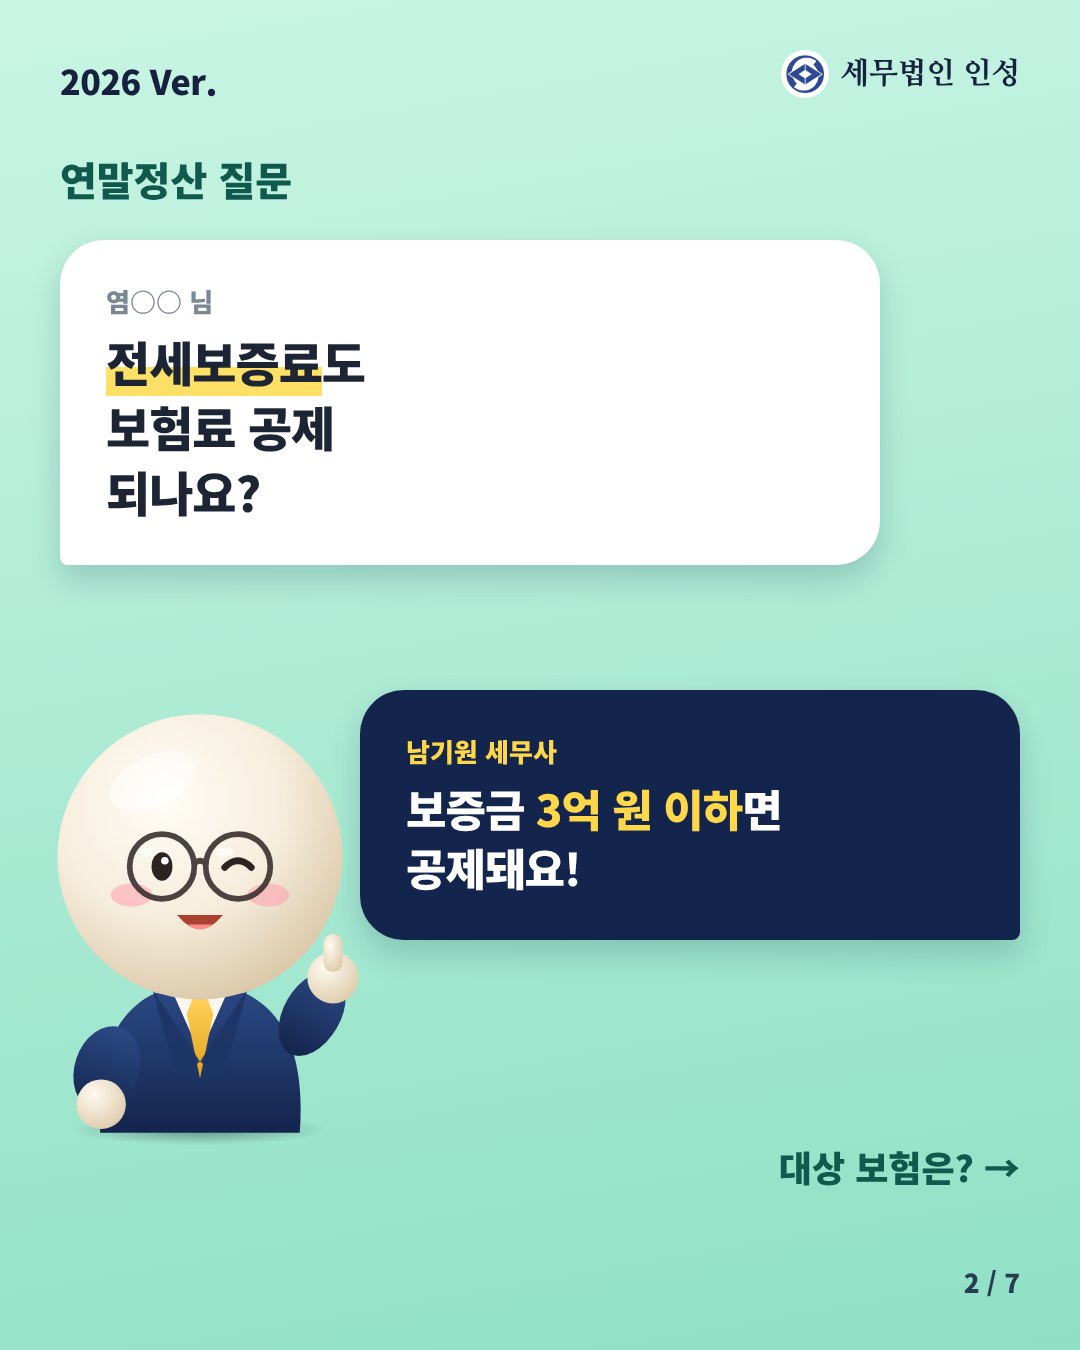 2026 Ver.
세무법인 인성
연말정산 질문
염○○ 님
전세보증료도
보험료 공제
되나요?
남기원 세무사
보증금 3억 원 이하면
공제돼요!
대상 보험은? →
2 / 7